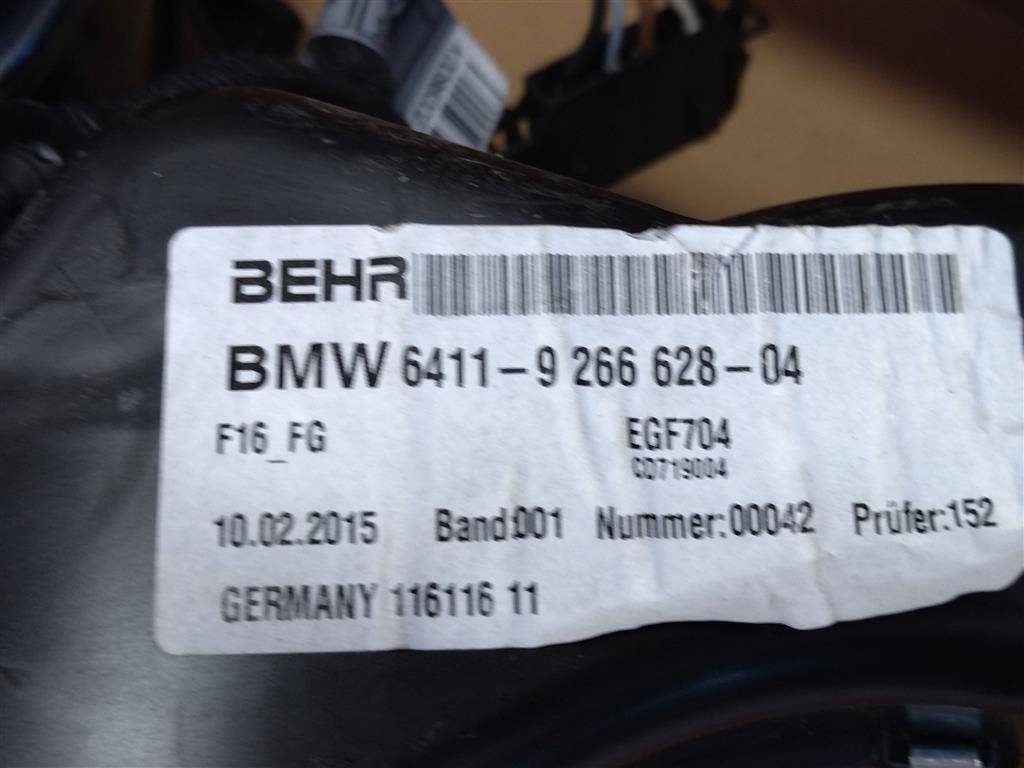 BEHR
BMW 6411-9 266 628-04
F16_FG EGF704
CD719004
10.02.2015 Band:001 Nummer:00042 Prüfer:152
GERMANY 116116 11